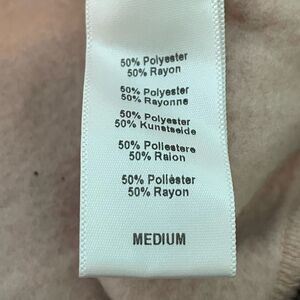 50% Polyester
50% Rayon
50% Polyester
50% Rayonne
50% Polyester
50% Kunstseide
50% Poliestere
50% Raion
50% Poliéster
50% Rayon
MEDIUM